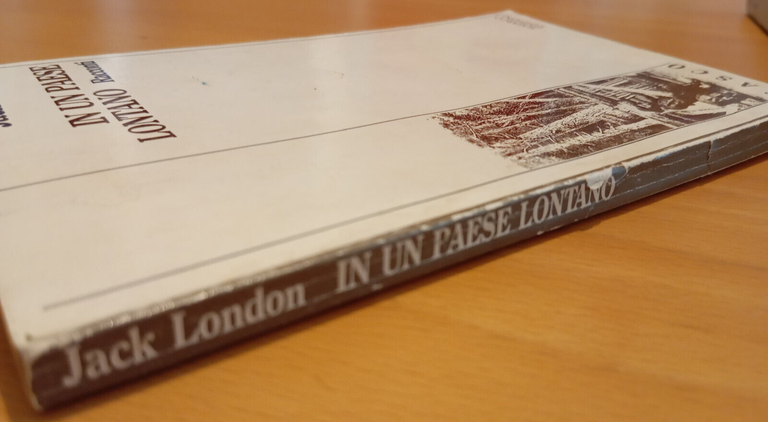 Jack London IN UN PAESE LONTANO
IN UN PAESE
LONTANO
Racconti